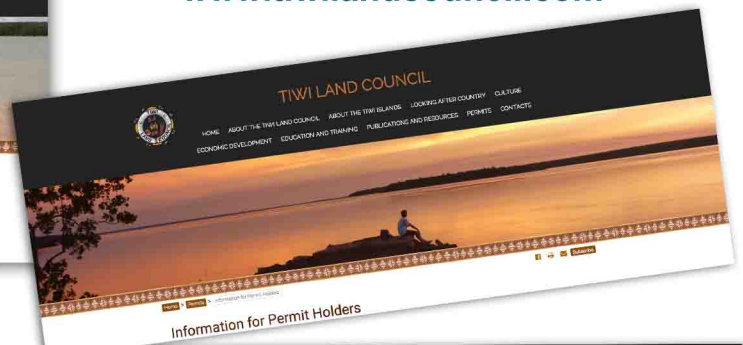 TIWI LAND COUNCIL
HOME ABOUT THE TIWI LAND COUNCIL ABOUT THE TIWI ISLANDS LOOKING AFTER COUNTRY CULTURE
ECONOMIC DEVELOPMENT EDUCATION AND TRAINING PUBLICATIONS AND RESOURCES PERMITS CONTACTS
Subscribe
Home > Permits > Information for Permit Holders
Information for Permit Holders